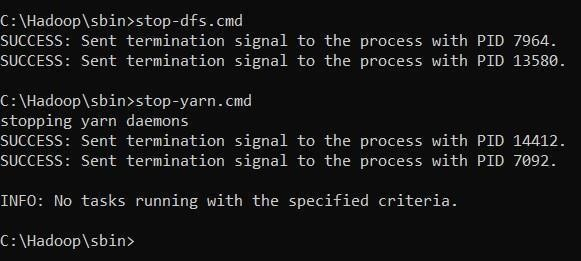 C:\Hadoop\sbin>stop-dfs.cmd
SUCCESS: Sent termination signal to the process with PID 7964.
SUCCESS: Sent termination signal to the process with PID 13580.
C:\Hadoop\sbin>stop-yarn.cmd
stopping yarn daemons
SUCCESS: Sent termination signal to the process with PID 14412.
SUCCESS: Sent termination signal to the process with PID 7092.
INFO: No tasks running with the specified criteria.
C:\Hadoop\sbin>